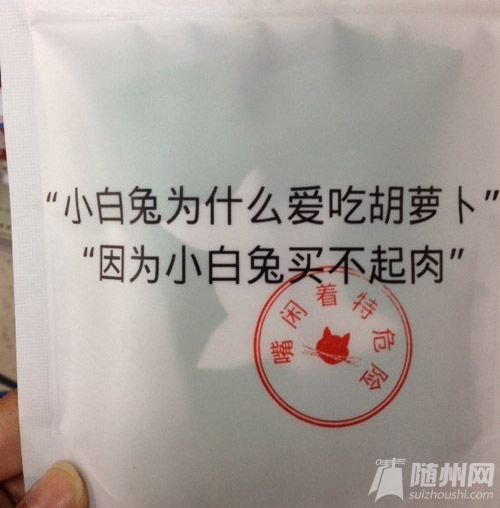 “小白兔为什么爱吃胡萝卜”
“因为小白兔买不起肉”
嘴闲着特危险
随州网
suizhoushi.com